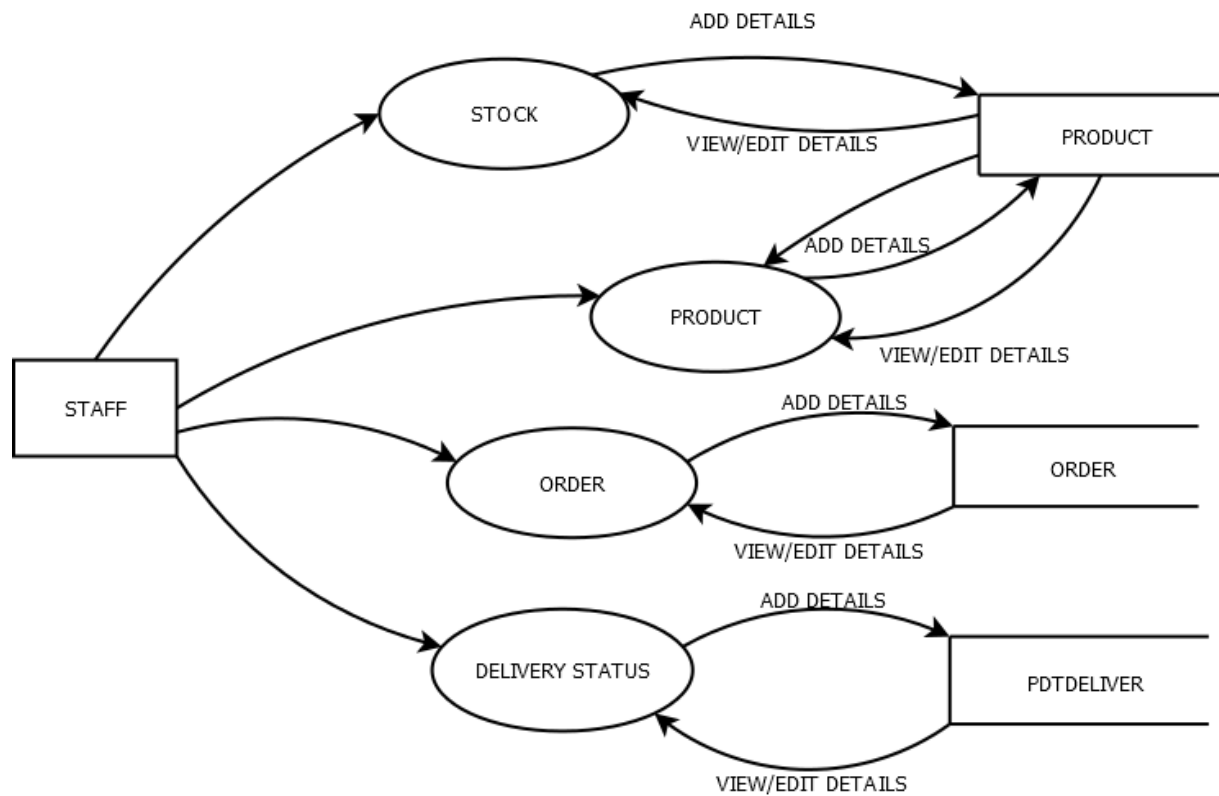 ADD DETAILS
STOCK
VIEW/EDIT DETAILS
PRODUCT
ADD DETAILS
PRODUCT
VIEW/EDIT DETAILS
STAFF
ADD DETAILS
ORDER
ORDER
VIEW/EDIT DETAILS
ADD DETAILS
DELIVERY STATUS
PDTDELIVER
VIEW/EDIT DETAILS